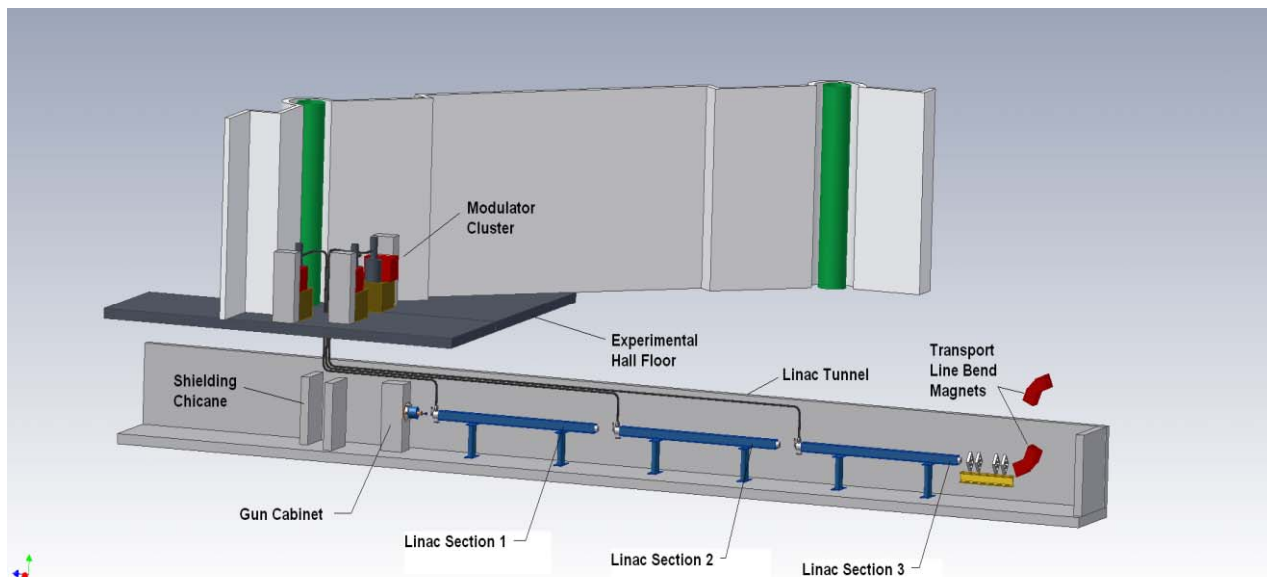 Modulator
Cluster
Experimental
Hall Floor
Transport
Line Bend
Magnets
Linac Tunnel
Shielding
Chicane
Gun Cabinet
Linac Section 1
Linac Section 2
Linac Section 3